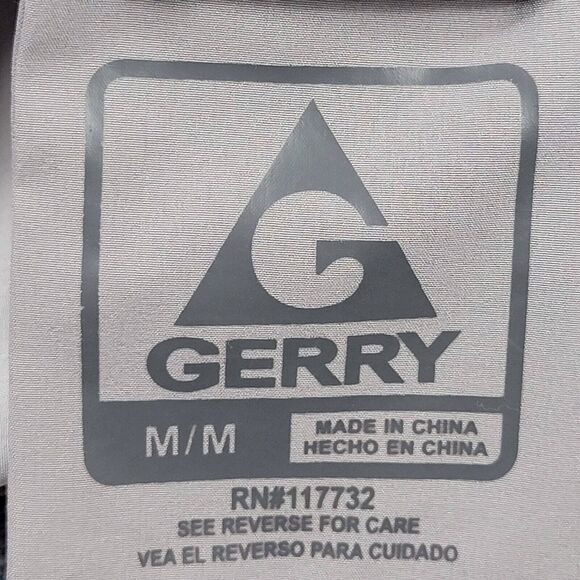 G
GERRY
M/M
MADE IN CHINA
HECHO EN CHINA
RN#117732
SEE REVERSE FOR CARE
VEA EL REVERSO PARA CUIDADO